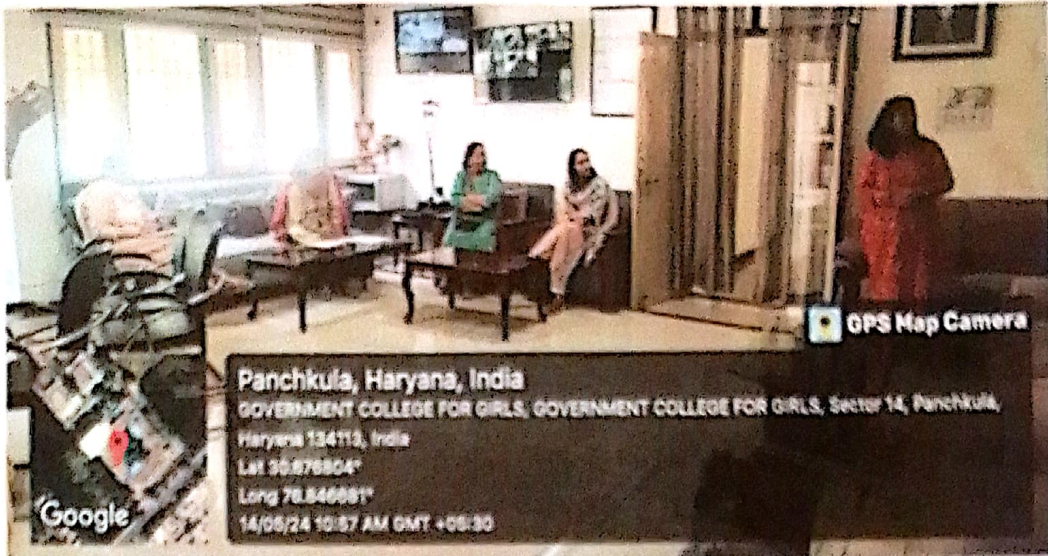 GPS Map Camera
Panchkula, Haryana, India
GOVERNMENT COLLEGE FOR GIRLS, GOVERNMENT COLLEGE FOR GIRLS, Sector 14, Panchkula,
Haryana 134113, India
Lat 30.676804°
Long 76.846681°
14/05/24 10:57 AM GMT +05:30
Google